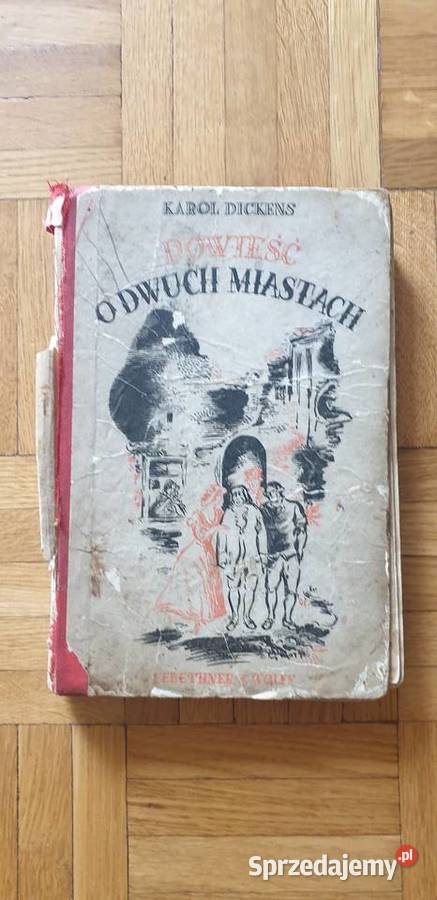 KAROL DICKENS
POWIEŚĆ
O DWUCH MIASTACH
GEBETHNER I WOLFF
Sprzedajemy.pl